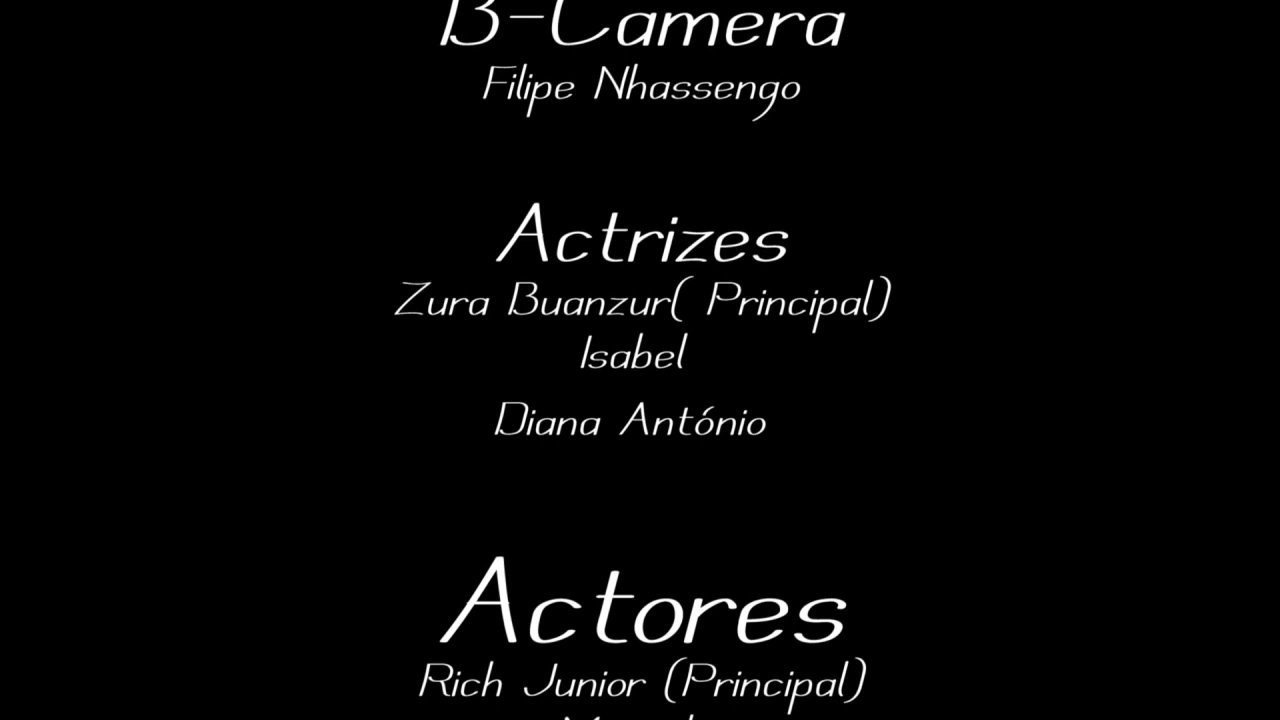 B-Camera
Filipe Nhassengo
Actrizes
Zura Buanzur( Principal)
Isabel
Diana António
Actores
Rich Junior (Principal)